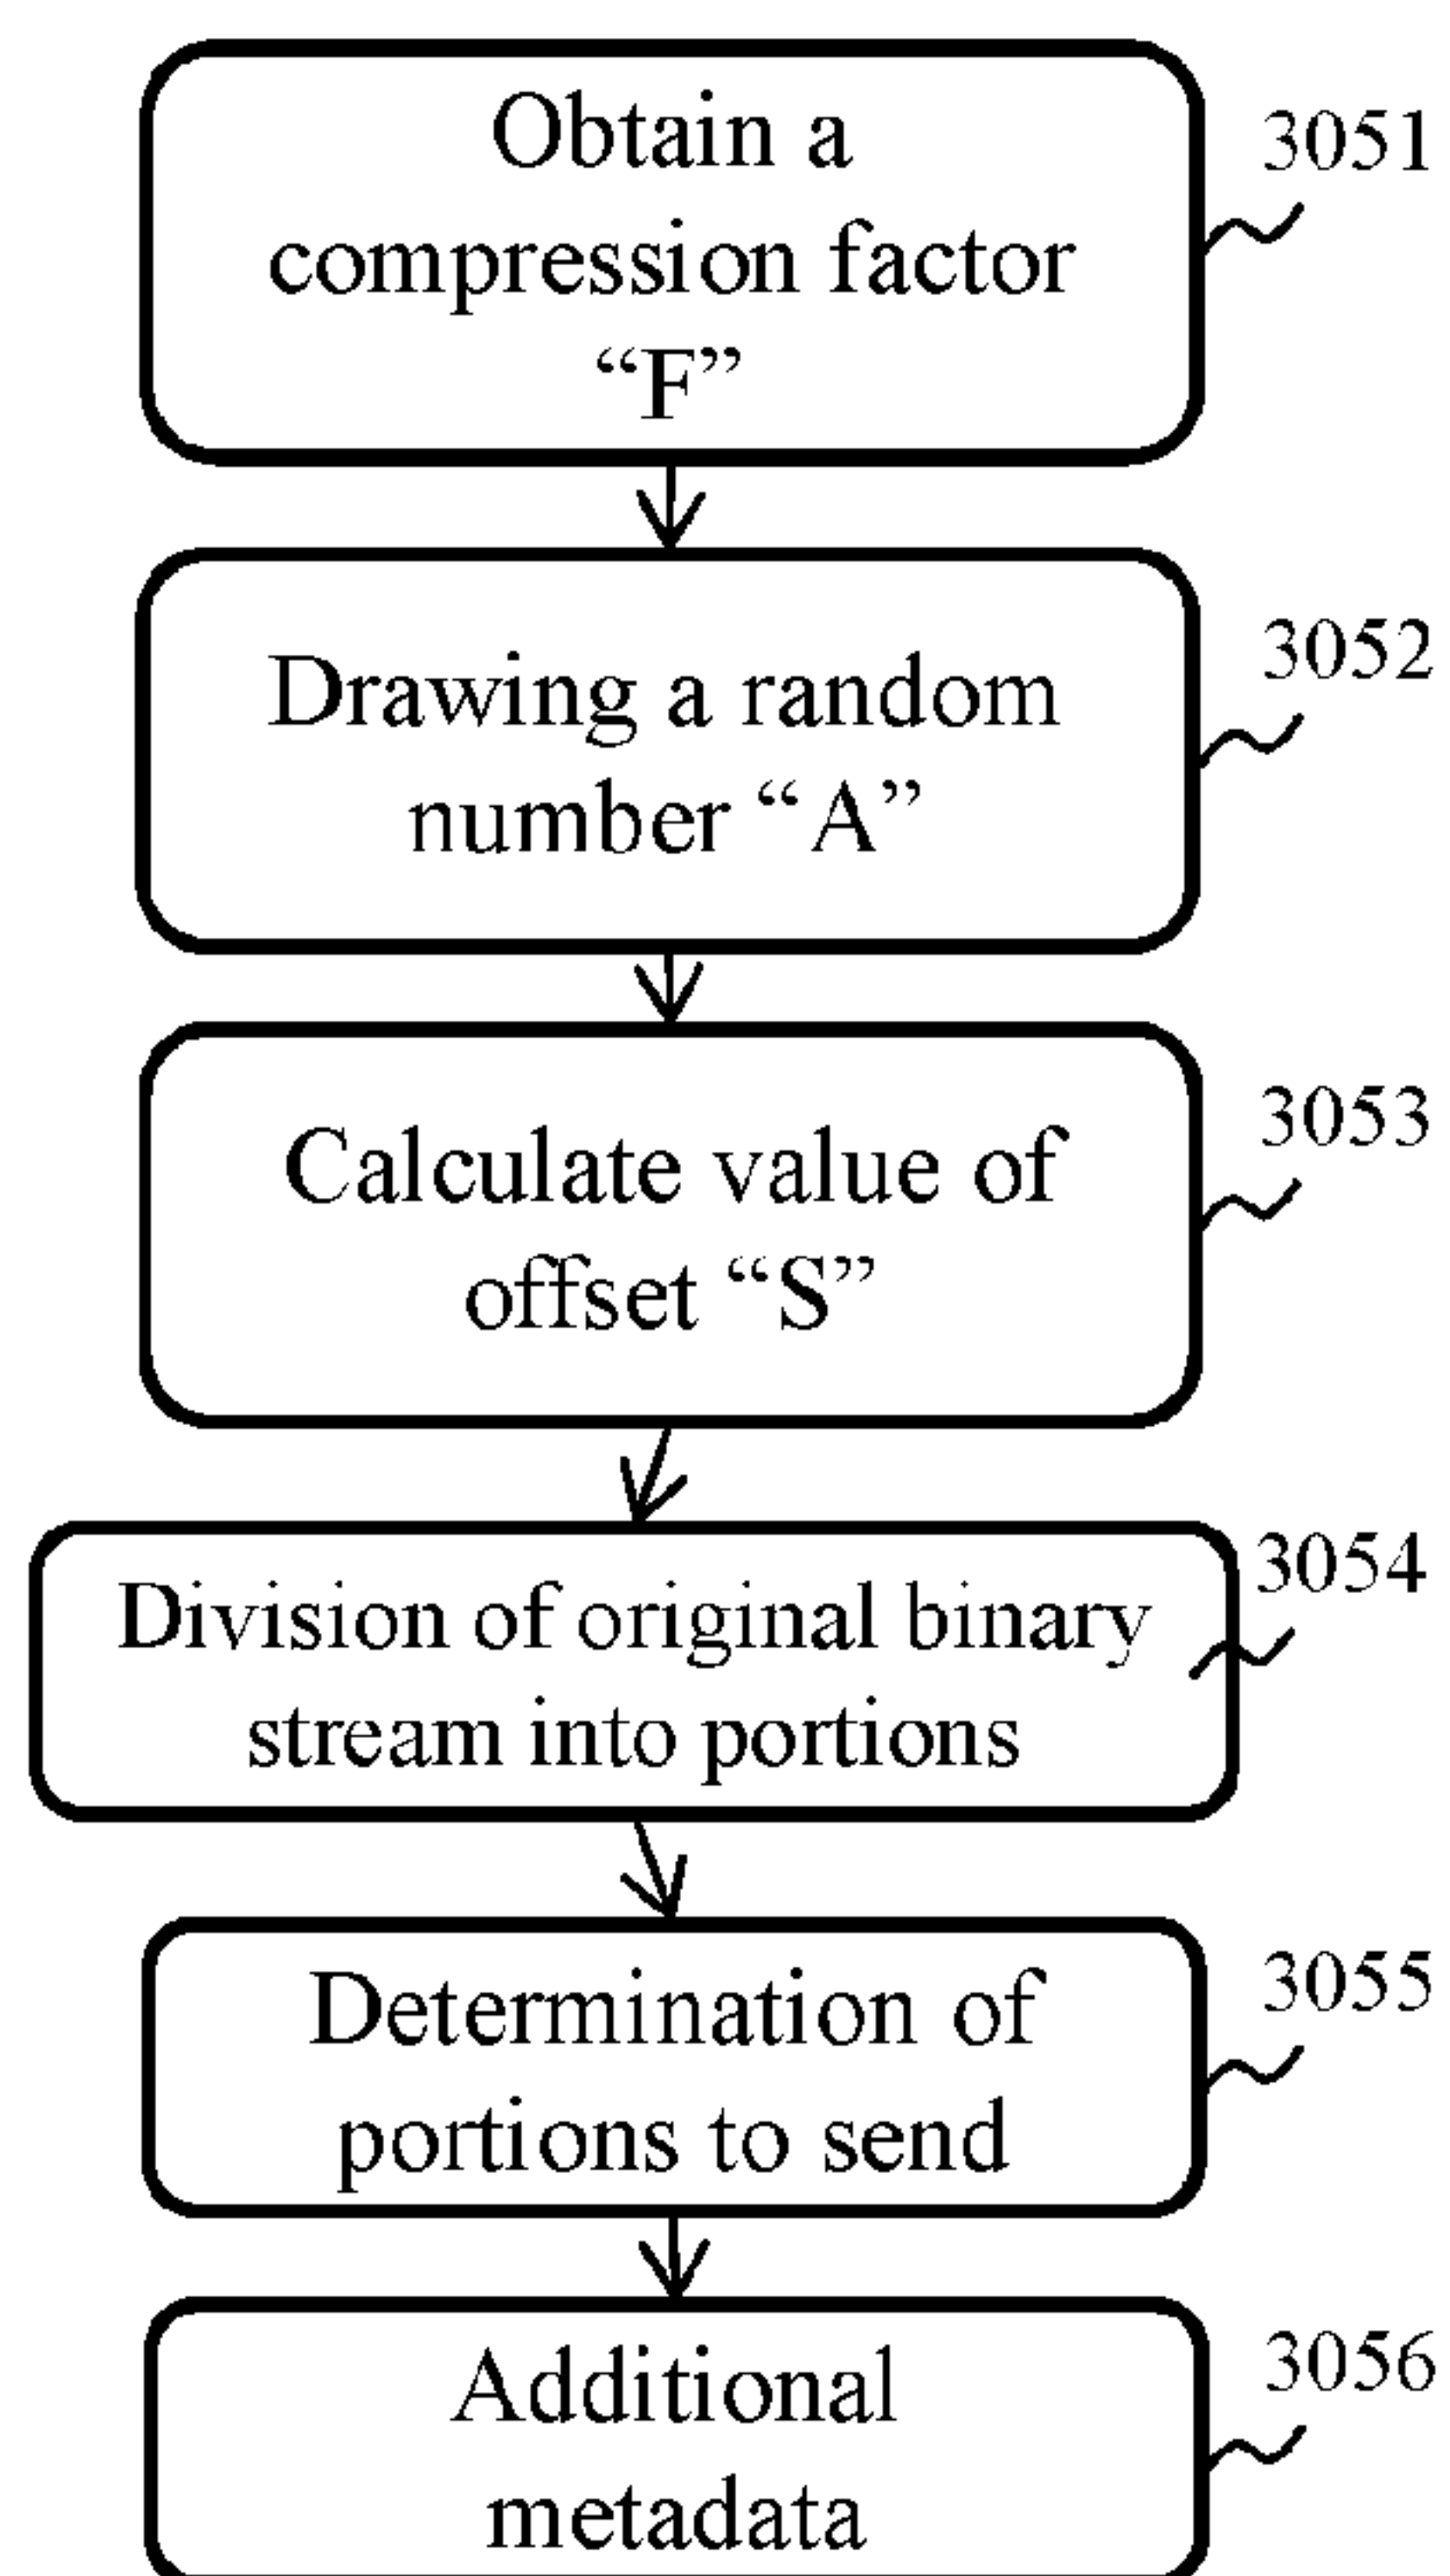 Obtain a
compression factor
“F”
3051
Drawing a random
number “A”
3052
Calculate value of
offset “S”
3053
Division of original binary
stream into portions
3054
Determination of
portions to send
3055
Additional
metadata
3056